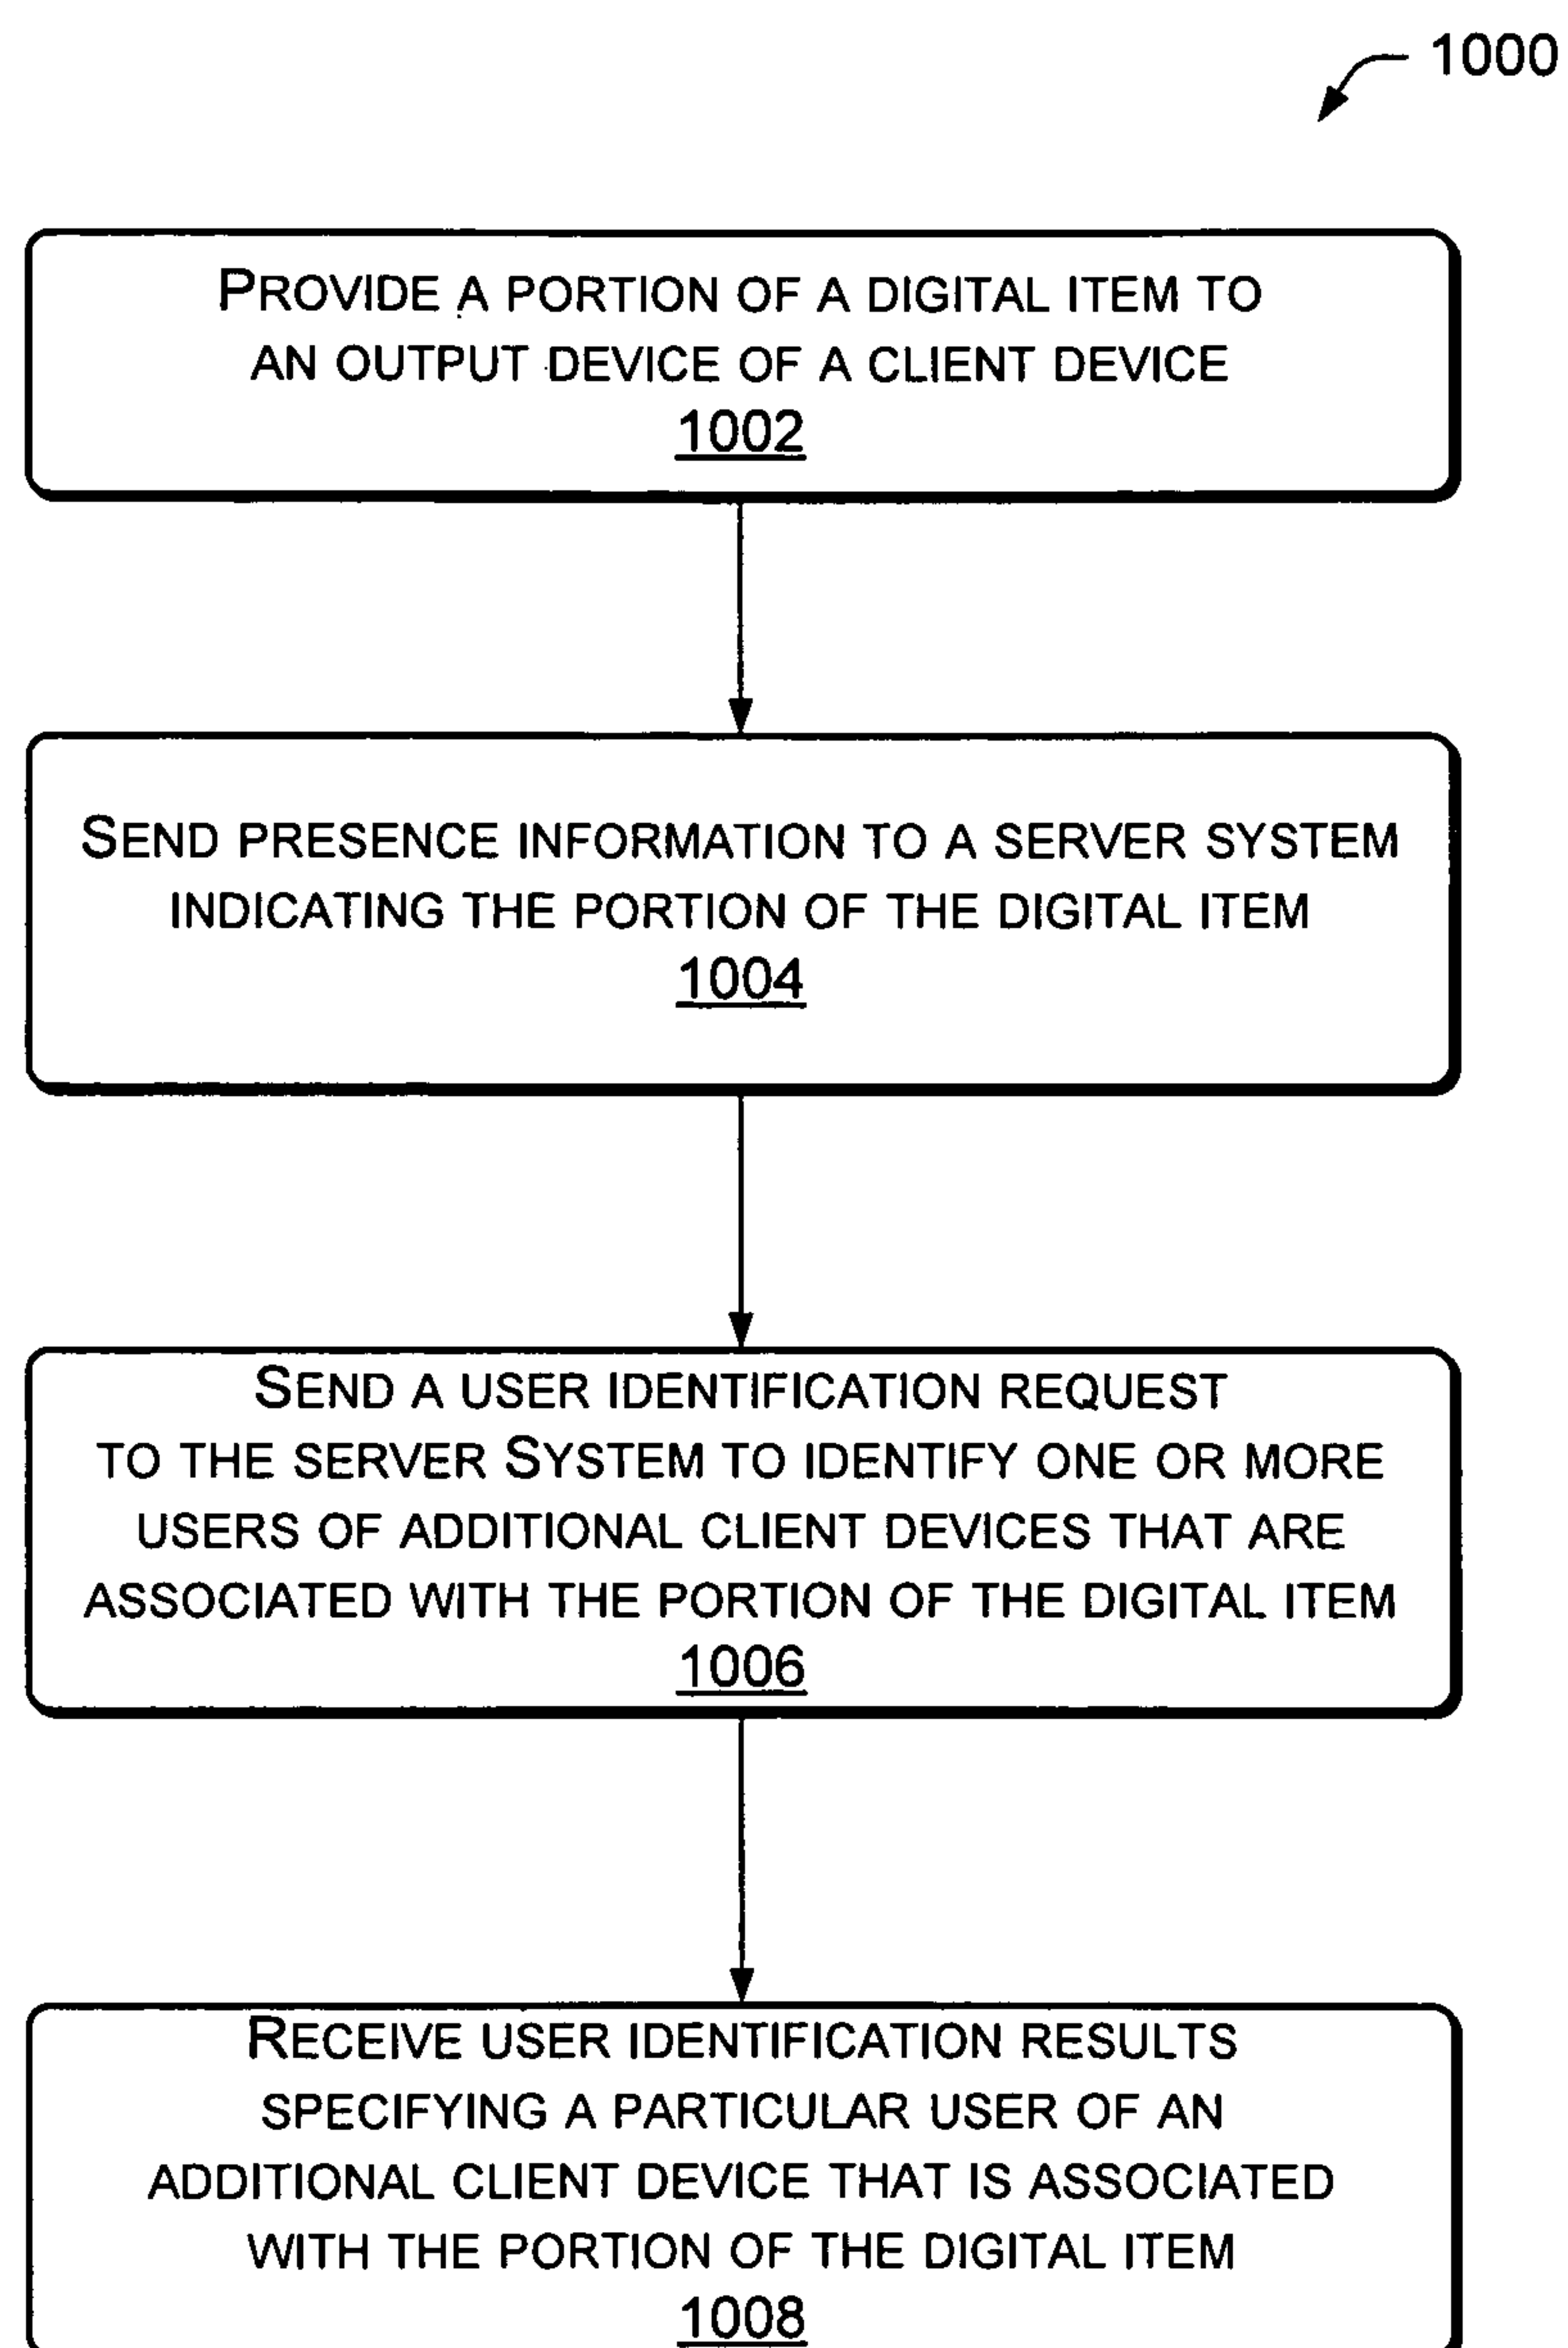 1000
PROVIDE A PORTION OF A DIGITAL ITEM TO
AN OUTPUT DEVICE OF A CLIENT DEVICE
1002
SEND PRESENCE INFORMATION TO A SERVER SYSTEM
INDICATING THE PORTION OF THE DIGITAL ITEM
1004
SEND A USER IDENTIFICATION REQUEST
TO THE SERVER SYSTEM TO IDENTIFY ONE OR MORE
USERS OF ADDITIONAL CLIENT DEVICES THAT ARE
ASSOCIATED WITH THE PORTION OF THE DIGITAL ITEM
1006
RECEIVE USER IDENTIFICATION RESULTS
SPECIFYING A PARTICULAR USER OF AN
ADDITIONAL CLIENT DEVICE THAT IS ASSOCIATED
WITH THE PORTION OF THE DIGITAL ITEM
1008